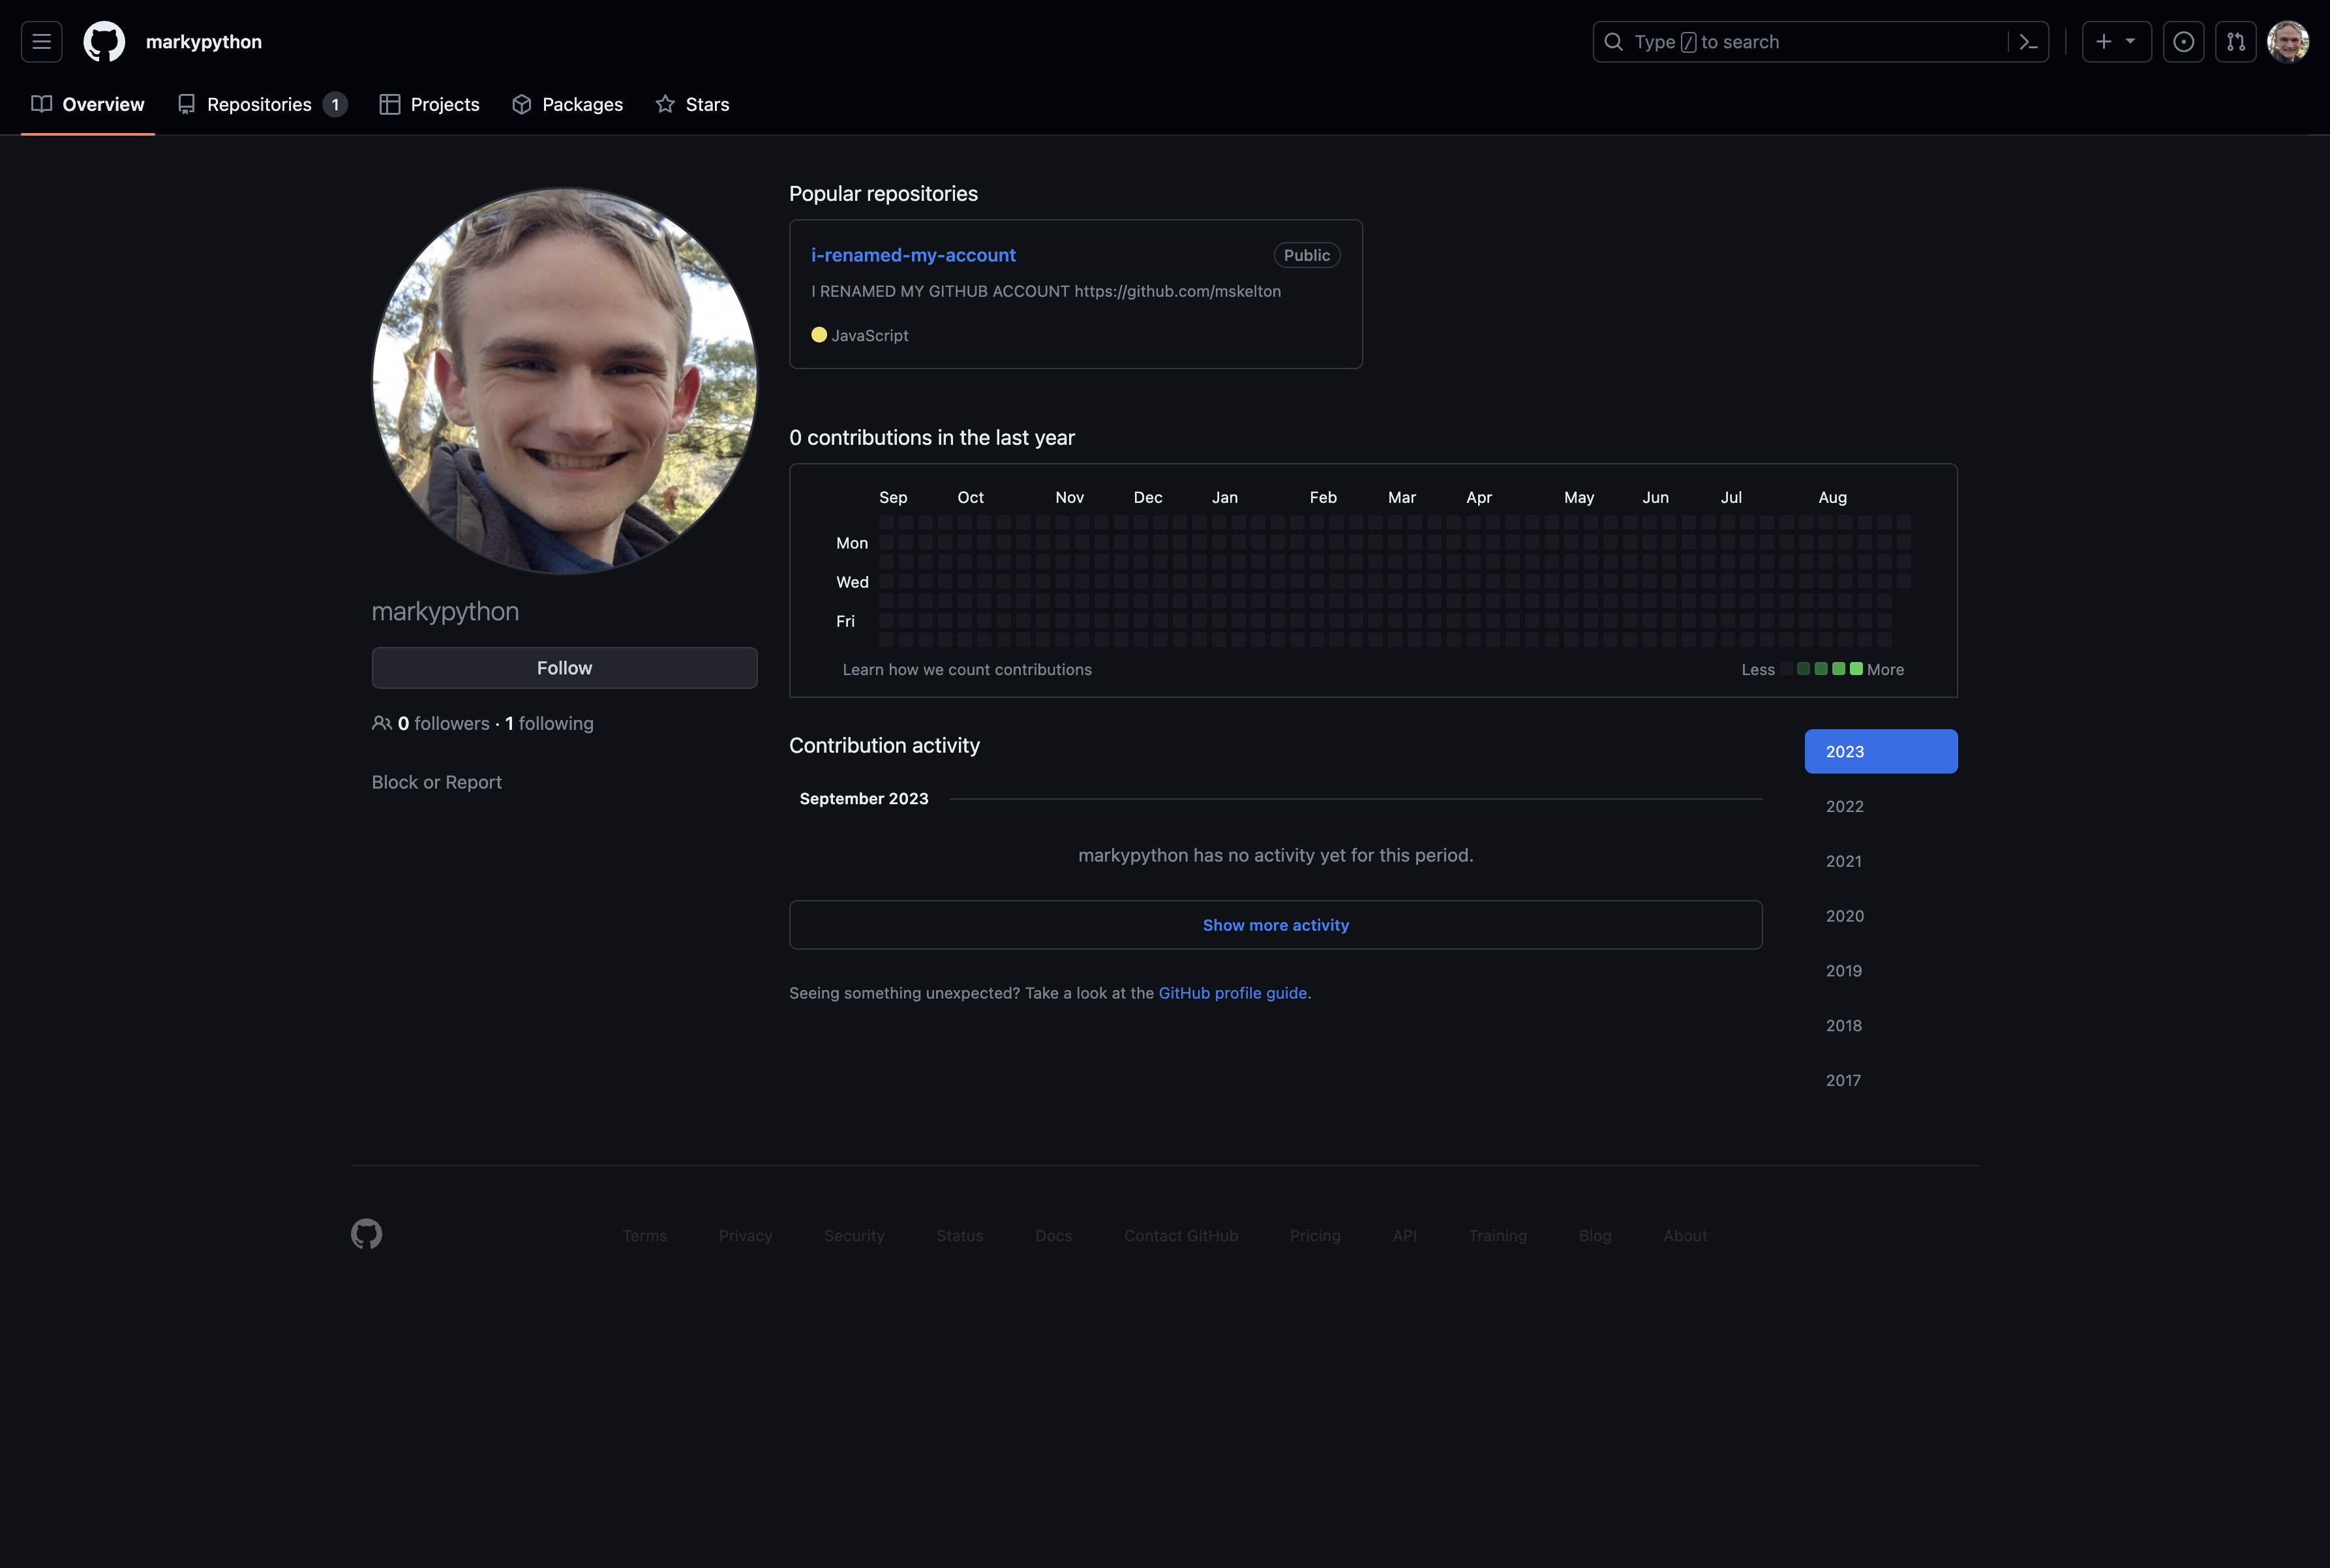 markypython
Type / to search
Overview
Repositories 1
Projects
Packages
Stars
markypython
Follow
0 followers · 1 following
Block or Report
Popular repositories
i-renamed-my-account
Public
I RENAMED MY GITHUB ACCOUNT https://github.com/mskelton
JavaScript
0 contributions in the last year
Sep Oct Nov Dec Jan Feb Mar Apr May Jun Jul Aug
Mon
Wed
Fri
Learn how we count contributions
Less More
Contribution activity
September 2023
markypython has no activity yet for this period.
Show more activity
Seeing something unexpected? Take a look at the GitHub profile guide.
2023
2022
2021
2020
2019
2018
2017
Terms Privacy Security Status Docs Contact GitHub Pricing API Training Blog About